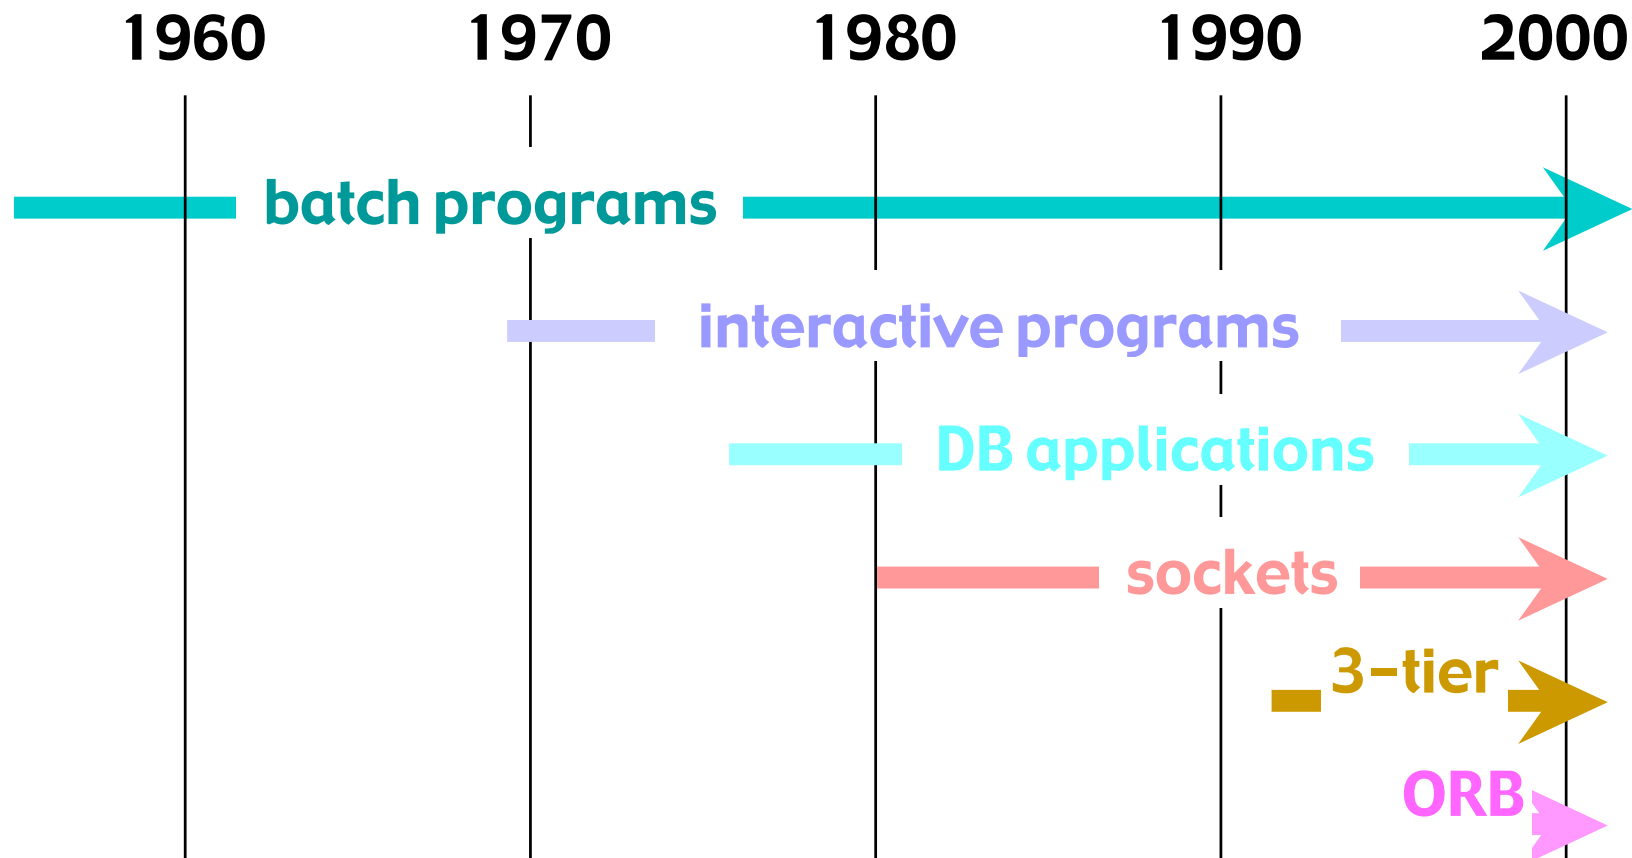 1960 1970 1980 1990 2000
batch programs
interactive programs
DB applications
sockets
3-tier
ORB